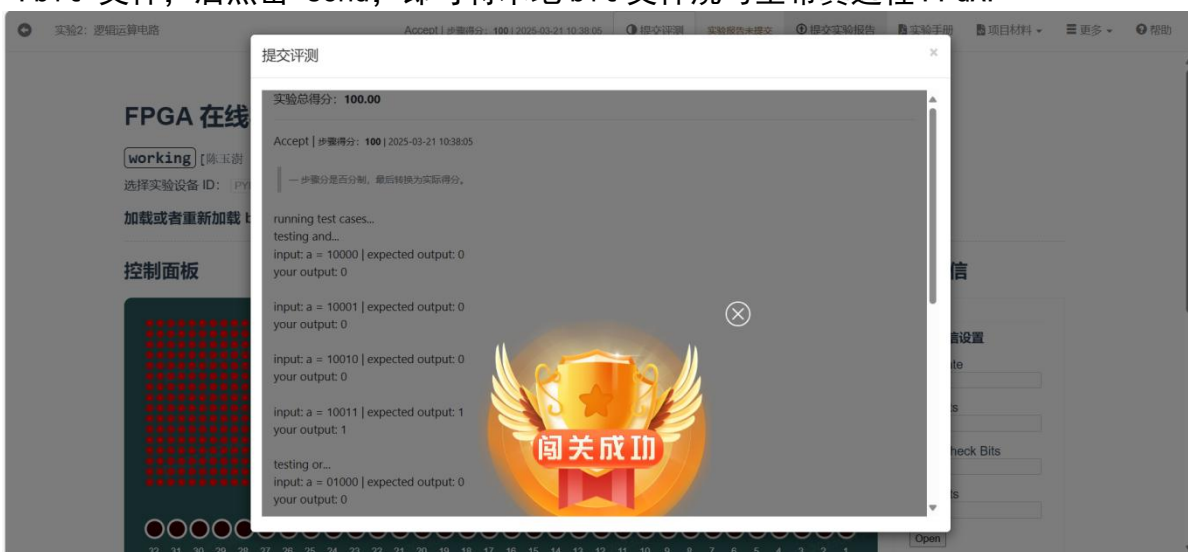 .bit 文件，后点击 Send，即可将本地 bit 文件烧写至希冀远程 FPGA.
实验2：逻辑运算电路
Accept | 步骤得分：100 | 2025-03-21 10:38:05
提交评测
实验报告未提交
提交实验报告
实验手册
项目材料
更多
帮助
提交评测
×
实验总得分：100.00
FPGA 在线
Accept | 步骤得分：100 | 2025-03-21 10:38:05
working
选择实验设备 ID：
— 步骤分是百分制，最后转换为实际得分。
加载或者重新加载 b
running test cases...
testing and...
input: a = 10000 | expected output: 0
your output: 0
控制面板
信
input: a = 10001 | expected output: 0
your output: 0
信设置
input: a = 10010 | expected output: 0
your output: 0
input: a = 10011 | expected output: 1
your output: 1
闯关成功
heck Bits
testing or...
input: a = 01000 | expected output: 0
your output: 0
Open
32 31 30 29 28 27 26 25 24 23 22 21 20 19 18 17 16 15 14 13 12 11 10 9 8 7 6 5 4 3 2 1